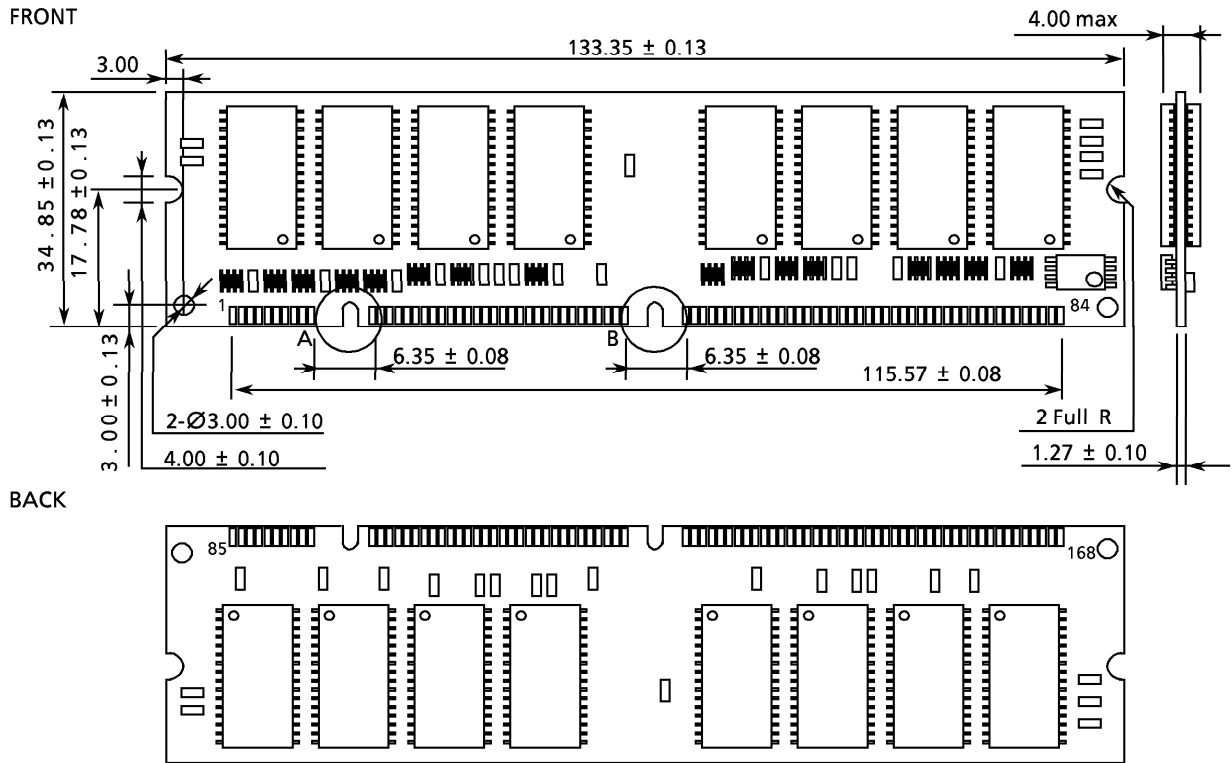 FRONT
4.00 max
133.35 ± 0.13
3.00
34.85 ± 0.13
17.78 ± 0.13
1
84
A
B
6.35 ± 0.08
6.35 ± 0.08
115.57 ± 0.08
3.00 ± 0.13
2-Ø3.00 ± 0.10
2 Full R
4.00 ± 0.10
1.27 ± 0.10
BACK
85
168